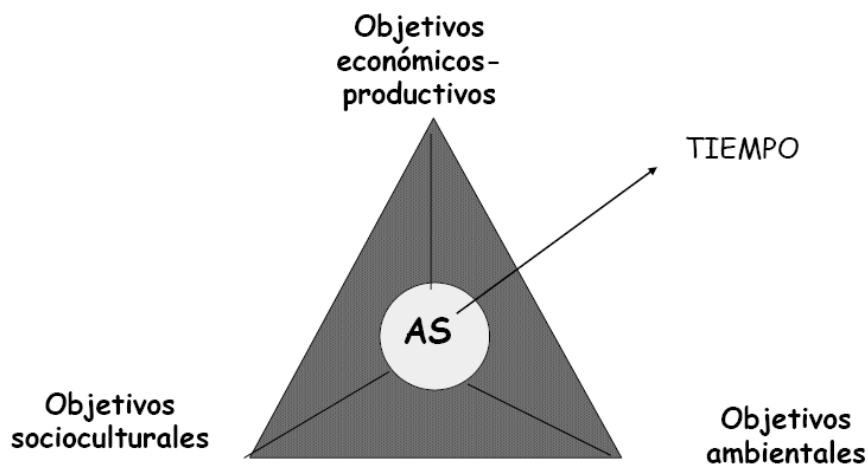 Objetivos
económicos-
productivos
TIEMPO
AS
Objetivos
socioculturales
Objetivos
ambientales